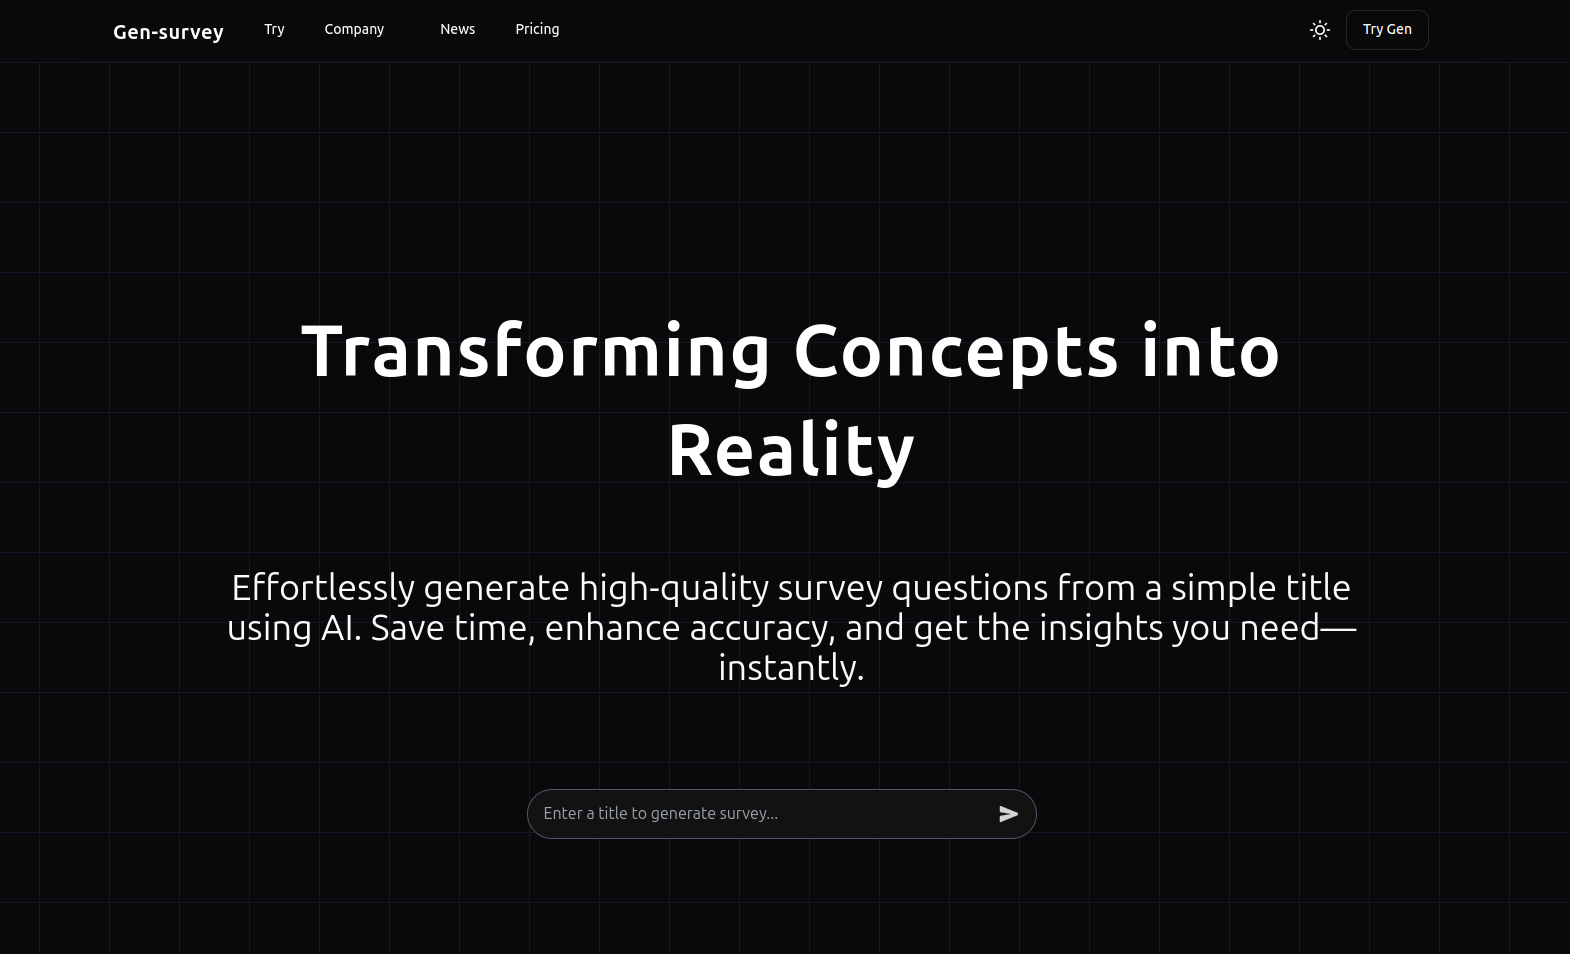 Gen-survey Try Company News Pricing Try Gen
Transforming Concepts into
Reality
Effortlessly generate high-quality survey questions from a simple title
using AI. Save time, enhance accuracy, and get the insights you need—
instantly.
Enter a title to generate survey...